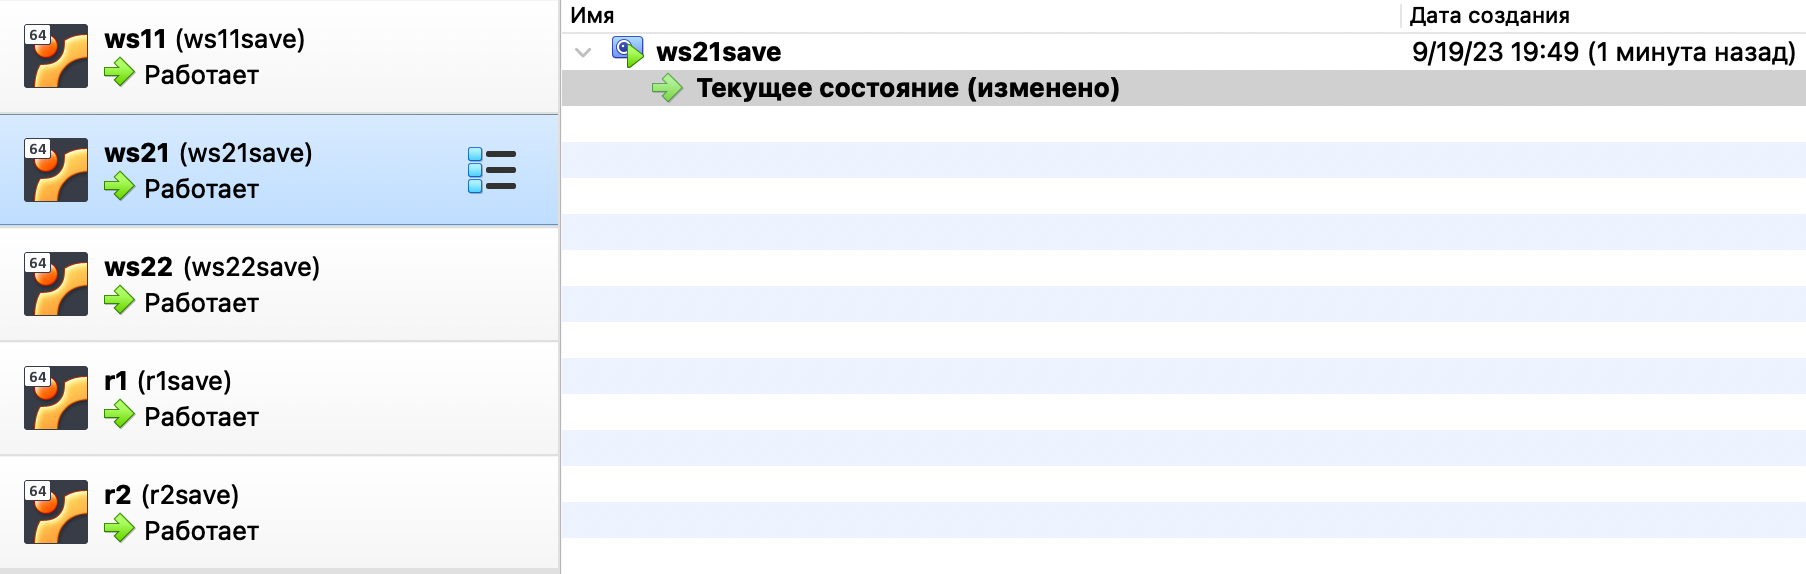 64
ws11 (ws11save)
Работает
64
ws21 (ws21save)
Работает
64
ws22 (ws22save)
Работает
64
r1 (r1save)
Работает
64
r2 (r2save)
Работает
Имя Дата создания
ws21save 9/19/23 19:49 (1 минута назад)
Текущее состояние (изменено)